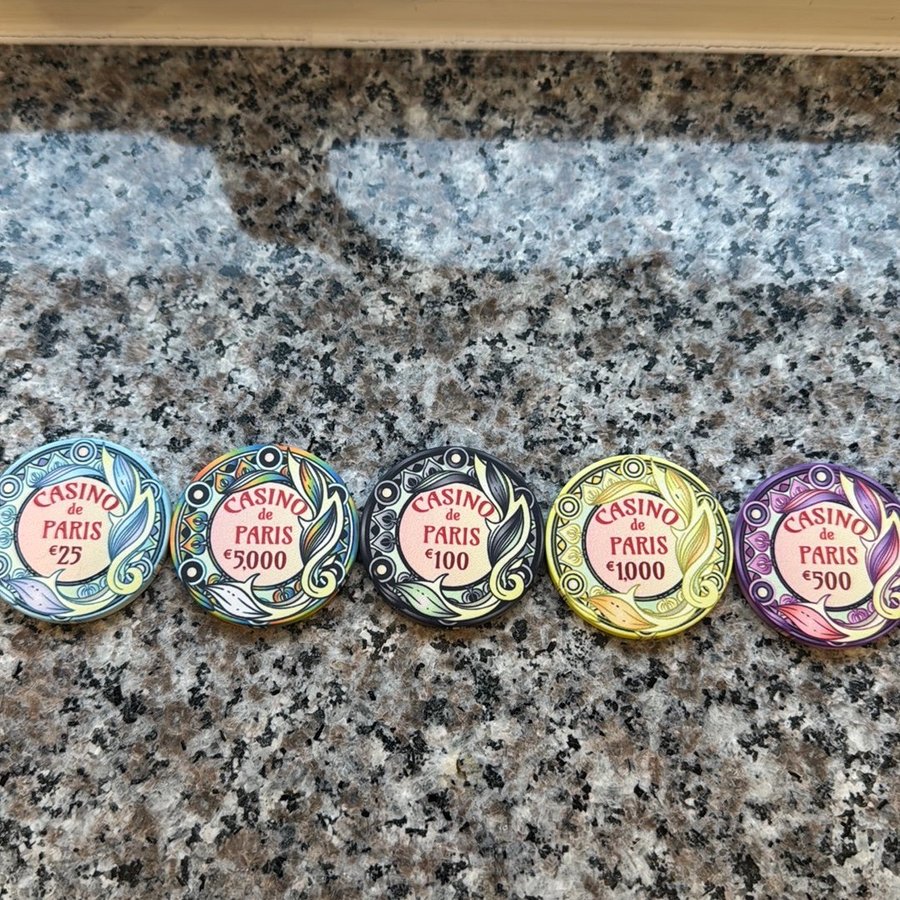 CASINO
de
PARIS
€25
CASINO
de
PARIS
€5,000
CASINO
de
PARIS
€100
CASINO
de
PARIS
€1,000
CASINO
de
PARIS
€500